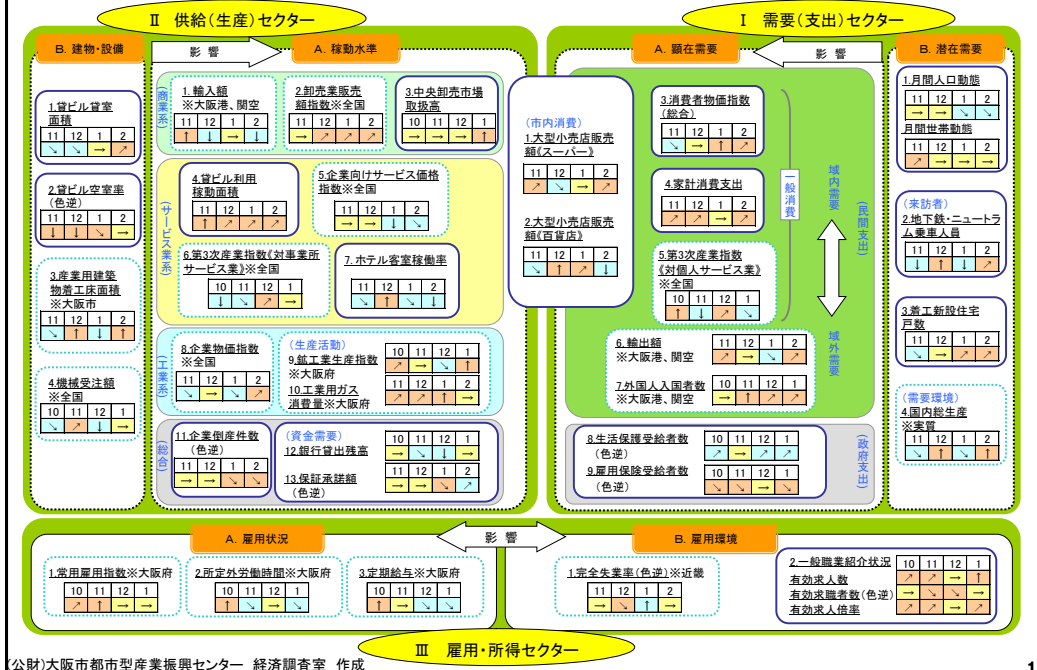 Ⅱ 供給(生産)セクター
Ⅰ 需要(支出)セクター
B. 建物・設備
影 響
A. 稼動水準
A. 顕在需要
影 響
B. 潜在需要
1.貸ビル貸室
面積
11 12 1 2
↘ ↘ → ↗
2.貸ビル空室率
(色逆)
11 12 1 2
↓ ↓ ↘ →
3.産業用建築
物着工床面積
※大阪市
11 12 1 2
↘ ↑ ↓ ↑
4.機械受注額
※全国
10 11 12 1
↘ ↗ ↓ →
(商業系)
1. 輸入額
※大阪港、関空
11 12 1 2
↑ ↓ → ↓
2.卸売業販売
額指数※全国
11 12 1 2
→ ↗ ↗ ↗
3.中央卸売市場
取扱高
10 11 12 1
→ → → ↑
(サービス業系)
4.貸ビル利用
稼動面積
11 12 1 2
↑ ↗ ↗ ↗
5.企業向けサービス価格
指数※全国
11 12 1 2
→ → ↓ ↘
6.第3次産業指数《対事業所
サービス業》※全国
10 11 12 1
↓ ↘ ↗ →
7. ホテル客室稼働率
11 12 1 2
↘ ↑ ↘ ↓
(工業系)
8.企業物価指数
※全国
11 12 1 2
↘ → ↘ ↗
(生産活動)
9.鉱工業生産指数
※大阪府
10 11 12 1
↗ → ↘ ↑
10.工業用ガス
消費量※大阪府
11 12 1 2
↗ ↗ ↑ →
(総合)
11.企業倒産件数
(色逆)
11 12 1 2
→ → ↘ ↘
(資金需要)
12.銀行貸出残高
10 11 12 1
→ ↘ ↓ →
13.保証承諾額
(色逆)
11 12 1 2
→ → ↘ ↗
(市内消費)
1.大型小売店販売
額《スーパー》
11 12 1 2
↗ ↘ → ↗
2.大型小売店販売
額《百貨店》
11 12 1 2
↘ ↑ ↗ ↓
3.消費者物価指数
(総合)
11 12 1 2
↘ → ↑ ↗
4.家計消費支出
11 12 1 2
↗ ↗ → ↗
5.第3次産業指数
《対個人サービス業》
※全国
10 11 12 1
↑ ↓ ↗ ↘
一般消費
域内需要
(民間支出)
域外需要
6.輸出額
※大阪港、関空
11 12 1 2
↗ → ↘ ↗
7.外国人入国者数
※大阪港、関空
10 11 12 1
→ ↑ ↗ ↗
8.生活保護受給者数
(色逆)
10 11 12 1
↗ → ↗ ↗
9.雇用保険受給者数
(色逆)
10 11 12 1
↘ ↘ → ↘
(政府支出)
1.月間人口動態
11 12 1 2
→ → ↘ ↘
月間世帯動態
11 12 1 2
↗ → → →
(来訪者)
2.地下鉄・ニュートラ
ム乗車人員
11 12 1 2
↓ ↑ ↓ ↓
3.着工新設住宅
戸数
11 12 1 2
↘ → ↗ ↗
(需要環境)
4.国内総生産
※実質
11 12 1 2
↘ ↑ ↘ ↑
A. 雇用状況
影 響
B. 雇用環境
1.常用雇用指数※大阪府
10 11 12 1
↗ ↑ → →
2.所定外労働時間※大阪府
10 11 12 1
↑ ↘ → ↘
3.定期給与※大阪府
10 11 12 1
↑ → ↘ ↘
1.完全失業率(色逆)※近畿
10 11 12 1
→ ↘ ↑ →
2.一般職業紹介状況
10 11 12 1
有効求人数
↗ ↗ → ↑
有効求職者数(色逆)
→ ↘ ↘ →
有効求人倍率
↗ ↗ → ↗
Ⅲ 雇用・所得セクター
(公財)大阪市都市型産業振興センター 経済調査室 作成
1